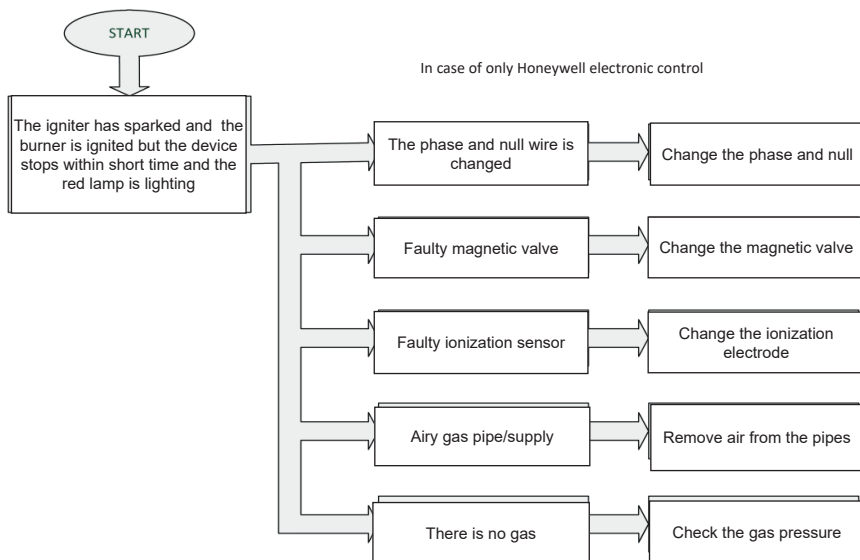 START
In case of only Honeywell electronic control
The igniter has sparked and the
burner is ignited but the device
stops within short time and the
red lamp is lighting
The phase and null wire is
changed
Change the phase and null
Faulty magnetic valve
Change the magnetic valve
Faulty ionization sensor
Change the ionization
electrode
Airy gas pipe/supply
Remove air from the pipes
There is no gas
Check the gas pressure